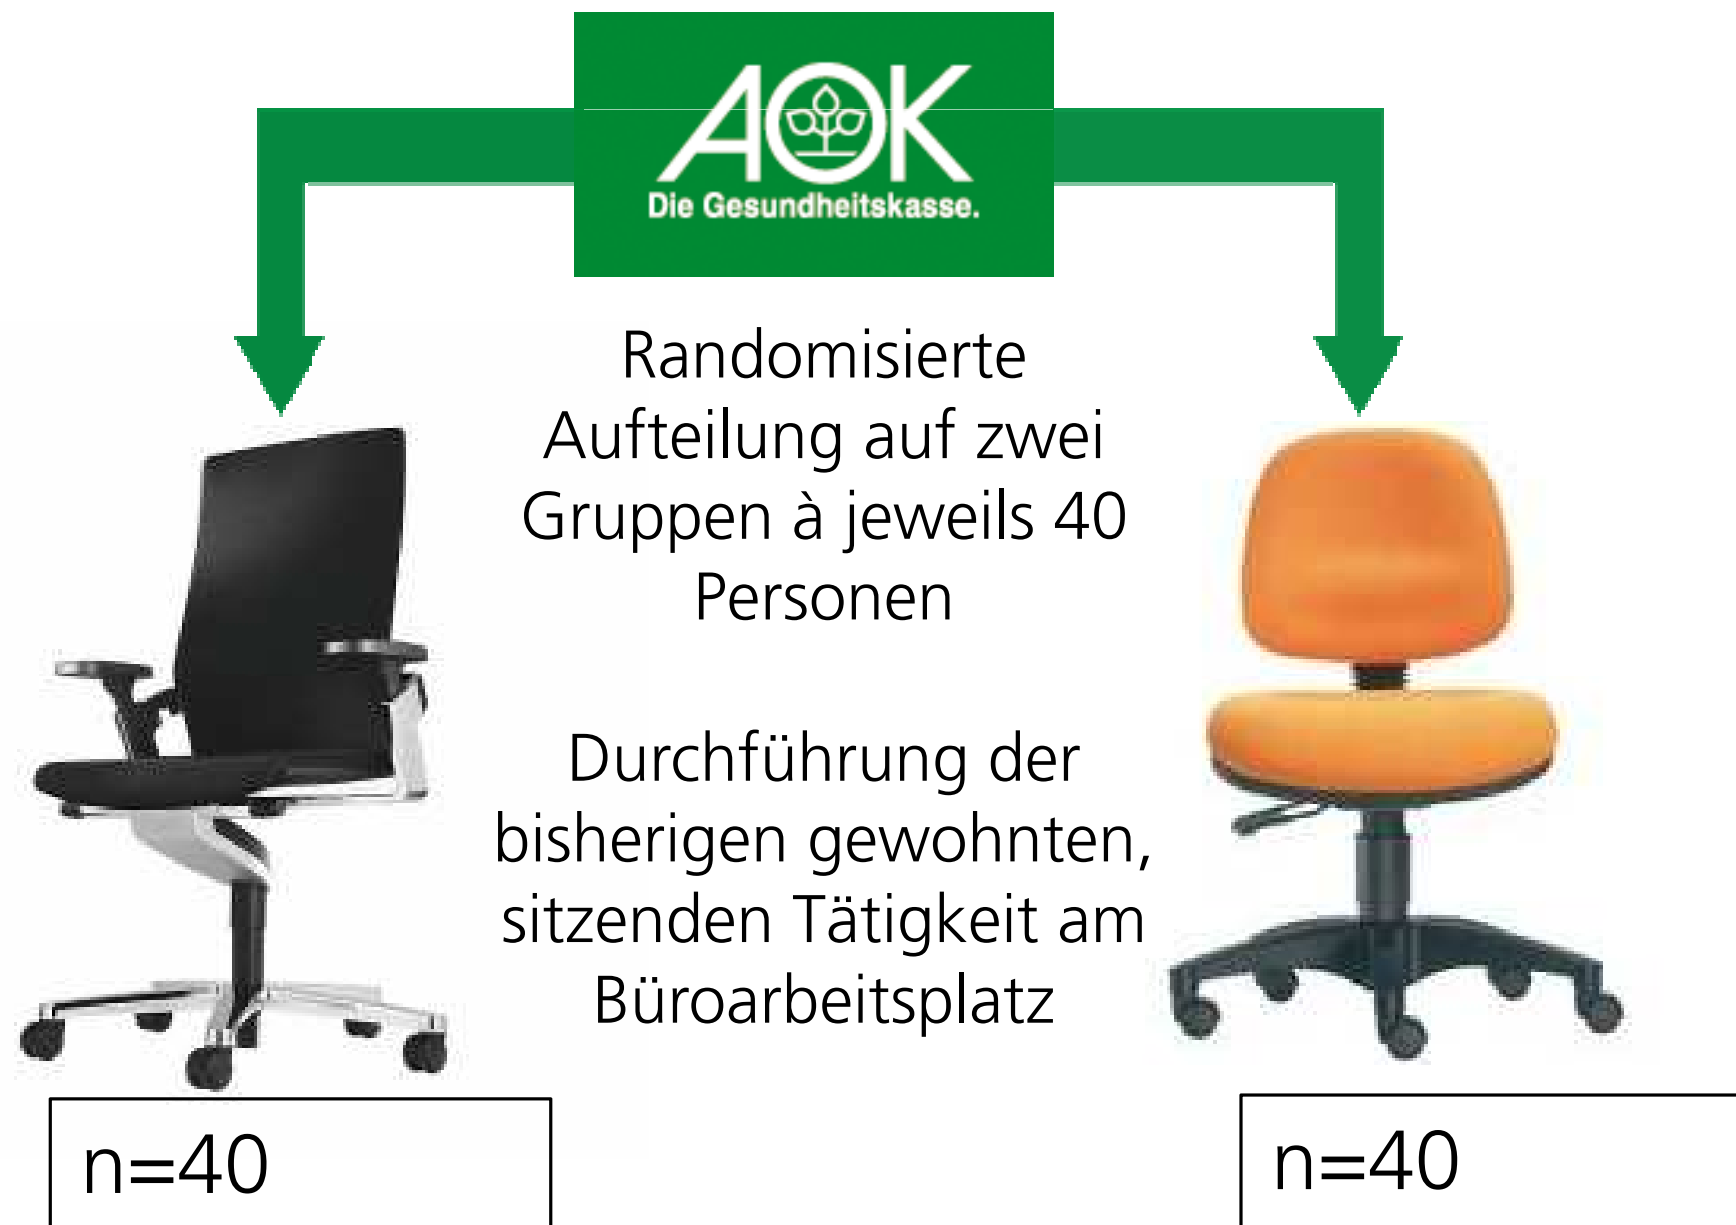 AOK
Die Gesundheitskasse.
Randomisierte
Aufteilung auf zwei
Gruppen à jeweils 40
Personen
Durchführung der
bisherigen gewohnten,
sitzenden Tätigkeit am
Büroarbeitsplatz
n=40
n=40